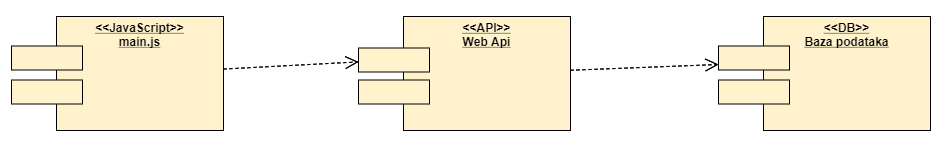 <<JavaScript>>
main.js
<<API>>
Web Api
<<DB>>
Baza podataka